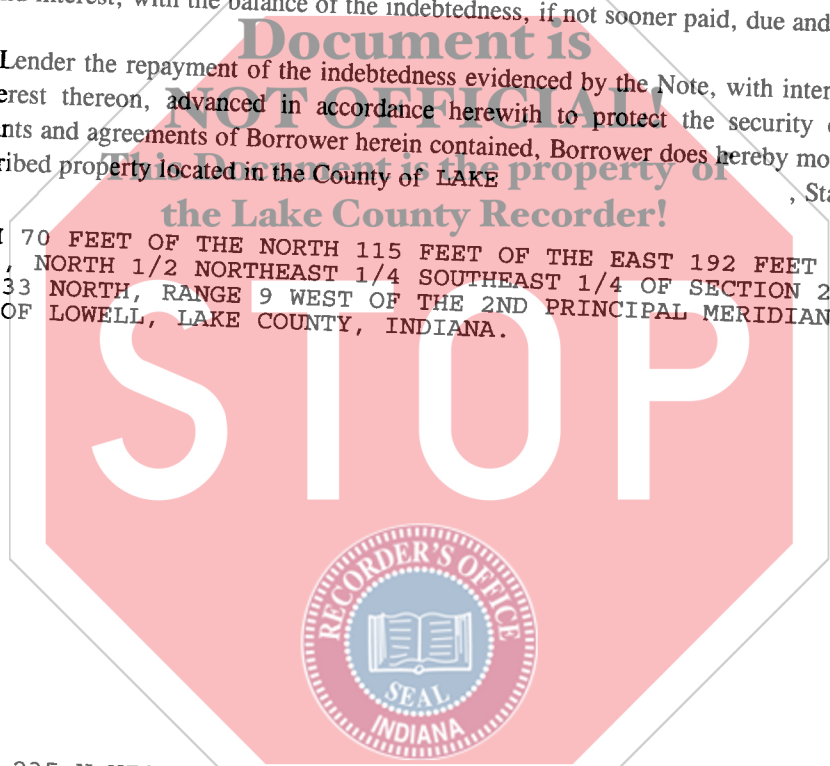 interest, with the balance of the indebtedness, if not sooner paid, due and
Document is
Lender the repayment of the indebtedness evidenced by the Note, with inter
erest thereon, advanced in accordance herewith to protect the security
NOT OFFICIAL!
nts and agreements of Borrower herein contained, Borrower does hereby mo
ribed property located in the County of LAKE
This Document is the property of
, Sta
the Lake County Recorder!
70 FEET OF THE NORTH 115 FEET OF THE EAST 192 FEET
, NORTH 1/2 NORTHEAST 1/4 SOUTHEAST 1/4 OF SECTION 2
33 NORTH, RANGE 9 WEST OF THE 2ND PRINCIPAL MERIDIAN
OF LOWELL, LAKE COUNTY, INDIANA.
STOP
RECORDER'S OFFICE
SEAL
INDIANA